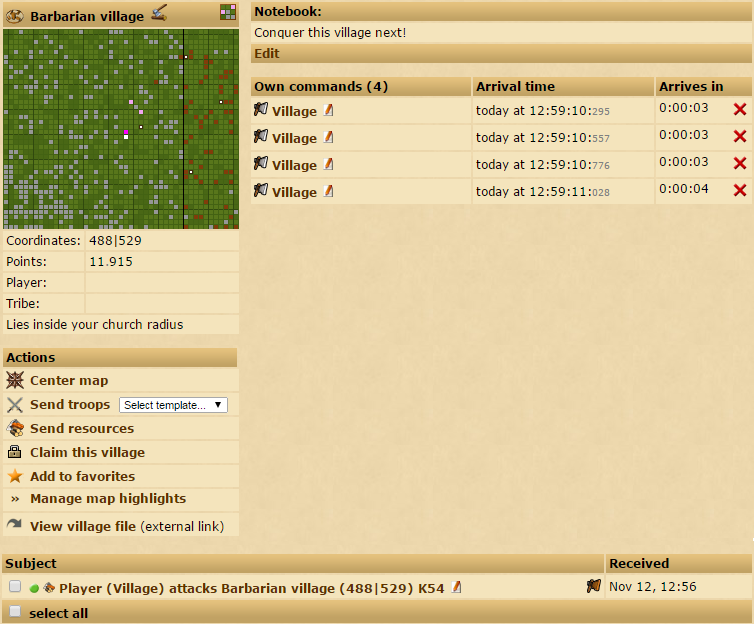 Barbarian village
Coordinates: 488|529
Points: 11.915
Player:
Tribe:
Lies inside your church radius
Actions
Center map
Send troops Select template... ▼
Send resources
Claim this village
Add to favorites
» Manage map highlights
View village file (external link)
Notebook:
Conquer this village next!
Edit
Own commands (4) Arrival time Arrives in
Village today at 12:59:10:295 0:00:03
Village today at 12:59:10:557 0:00:03
Village today at 12:59:10:776 0:00:03
Village today at 12:59:11:028 0:00:04
Subject Received
Player (Village) attacks Barbarian village (488|529) K54 Nov 12, 12:56
select all